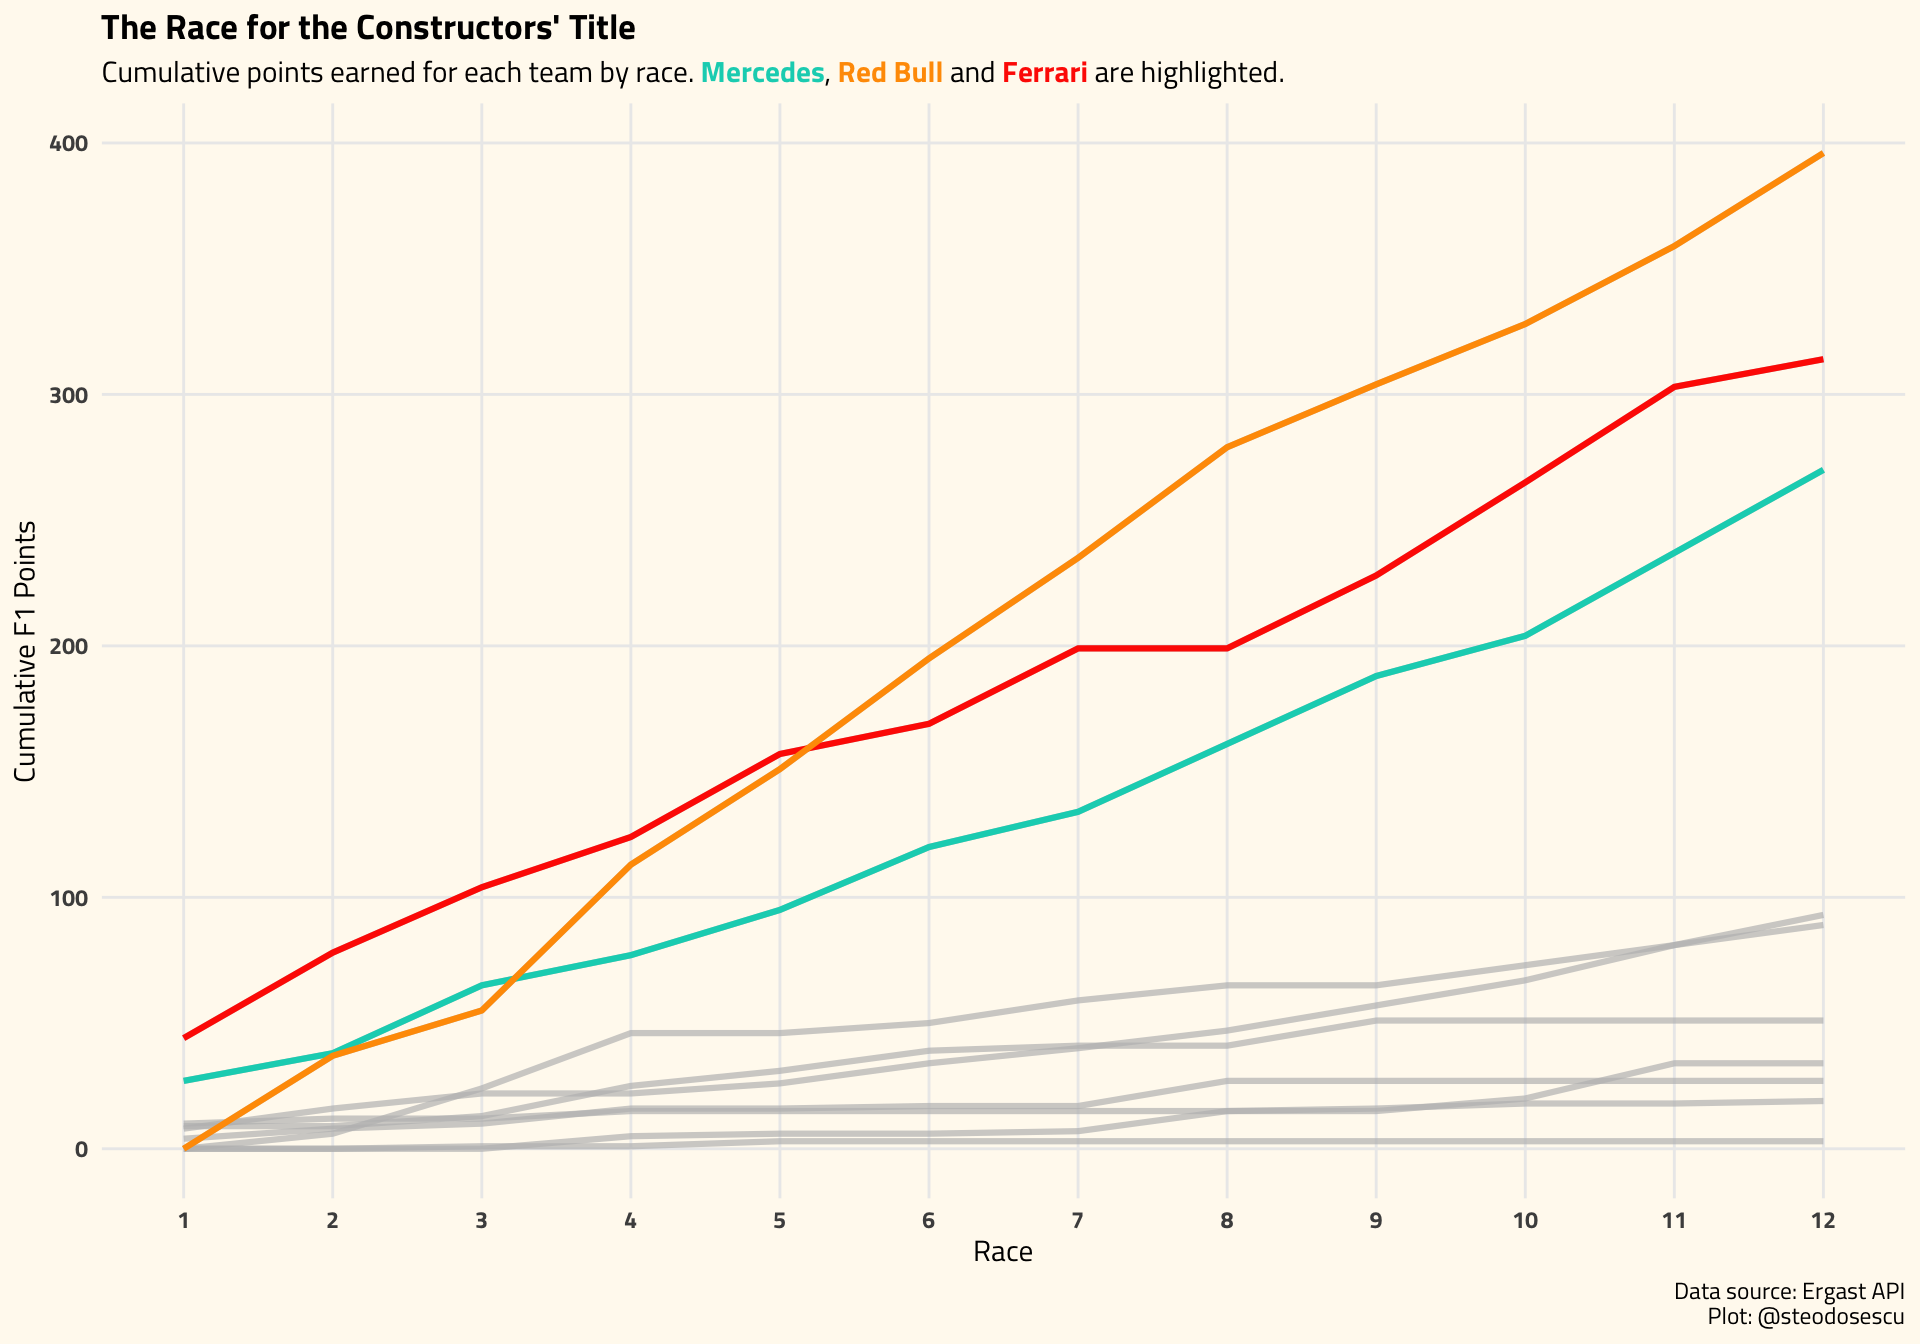 The Race for the Constructors' Title
Cumulative points earned for each team by race. Mercedes, Red Bull and Ferrari are highlighted.
Cumulative F1 Points
400
300
200
100
0
1 2 3 4 5 6 7 8 9 10 11 12
Race
Data source: Ergast API
Plot: @steodosescu